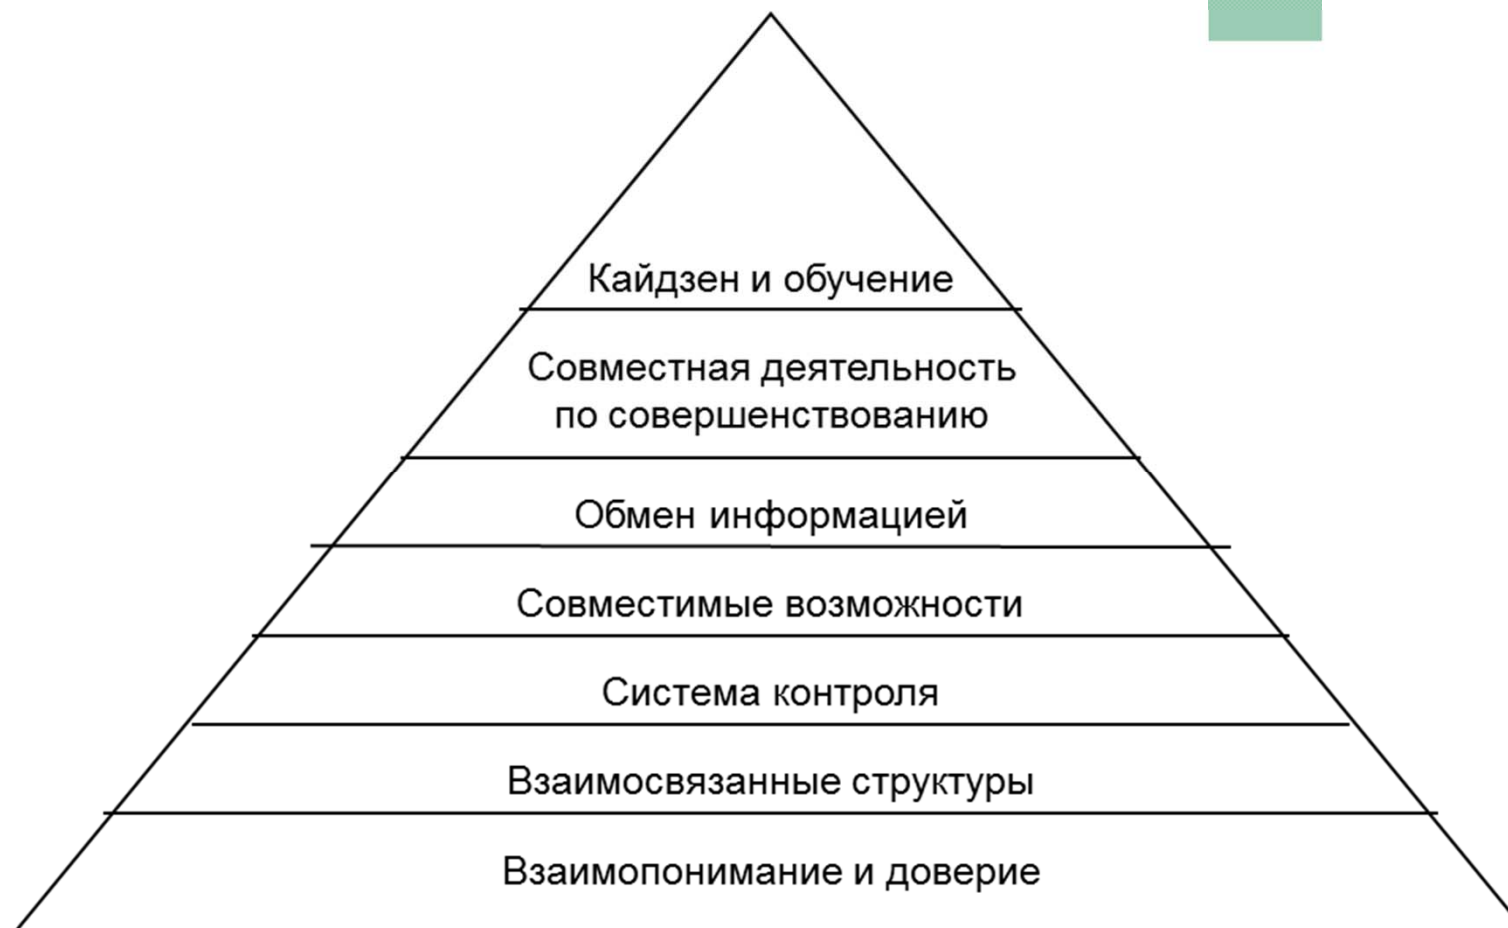 Кайдзен и обучение
Совместная деятельность
по совершенствованию
Обмен информацией
Совместимые возможности
Система контроля
Взаимосвязанные структуры
Взаимопонимание и доверие